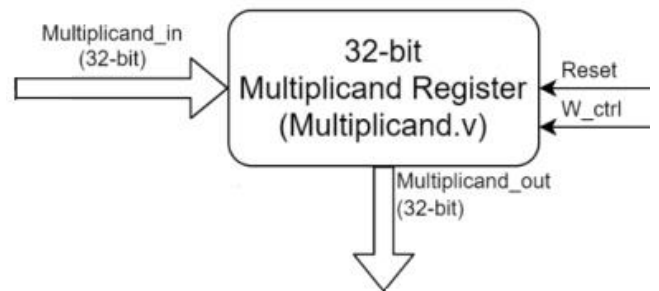 Multiplicand_in
(32-bit)
32-bit
Multiplicand Register
(Multiplicand.v)
Reset
W_ctrl
Multiplicand_out
(32-bit)